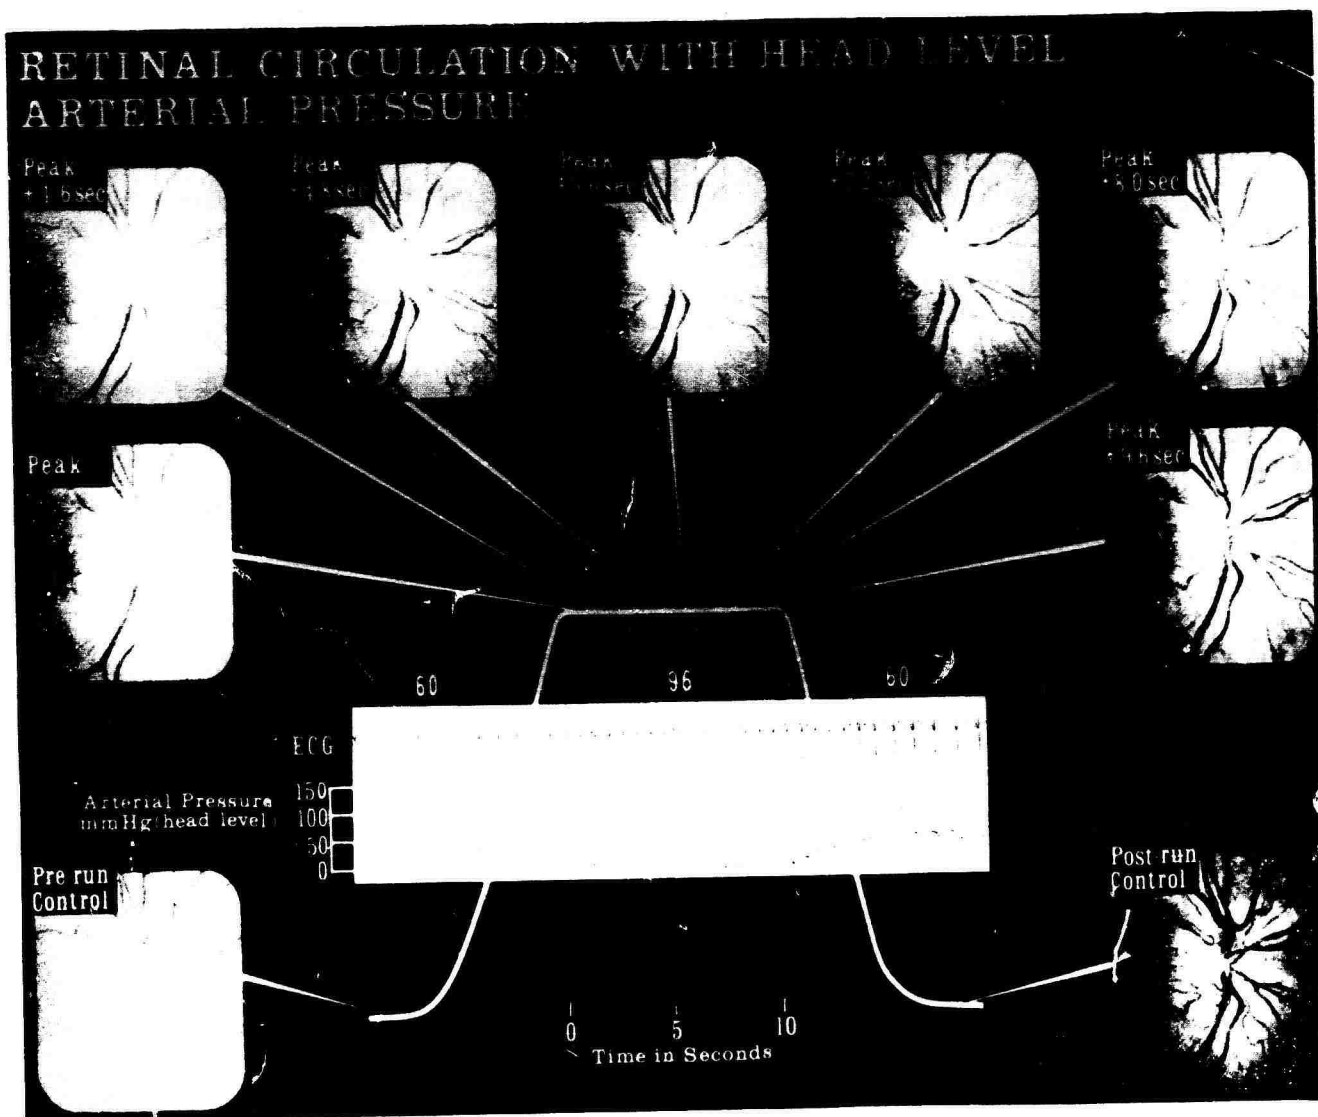 RETINAL CIRCULATION WITH HEAD LEVEL
ARTERIAL PRESSURE
Peak
+1.6sec
Peak
Peak
Peak
Peak
+8.0sec
Peak
Peak
+9.6sec
60
96
60
ECG
150
100
50
0
Arterial Pressure
mmHg(head level)
Pre run
Control
Post run
Control
0
5
10
Time in Seconds